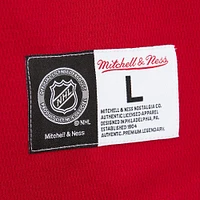 Mitchell & Ness
L
NHL
© NHL
Mitchell & Ness
MITCHELL & NESS NOSTALGIA CO.
AUTHENTIC LICENSED APPAREL
DESIGNED IN PHILADELPHIA, PA
ESTABLISHED 1904
AUTHENTIC PREMIUM LEGENDARY.